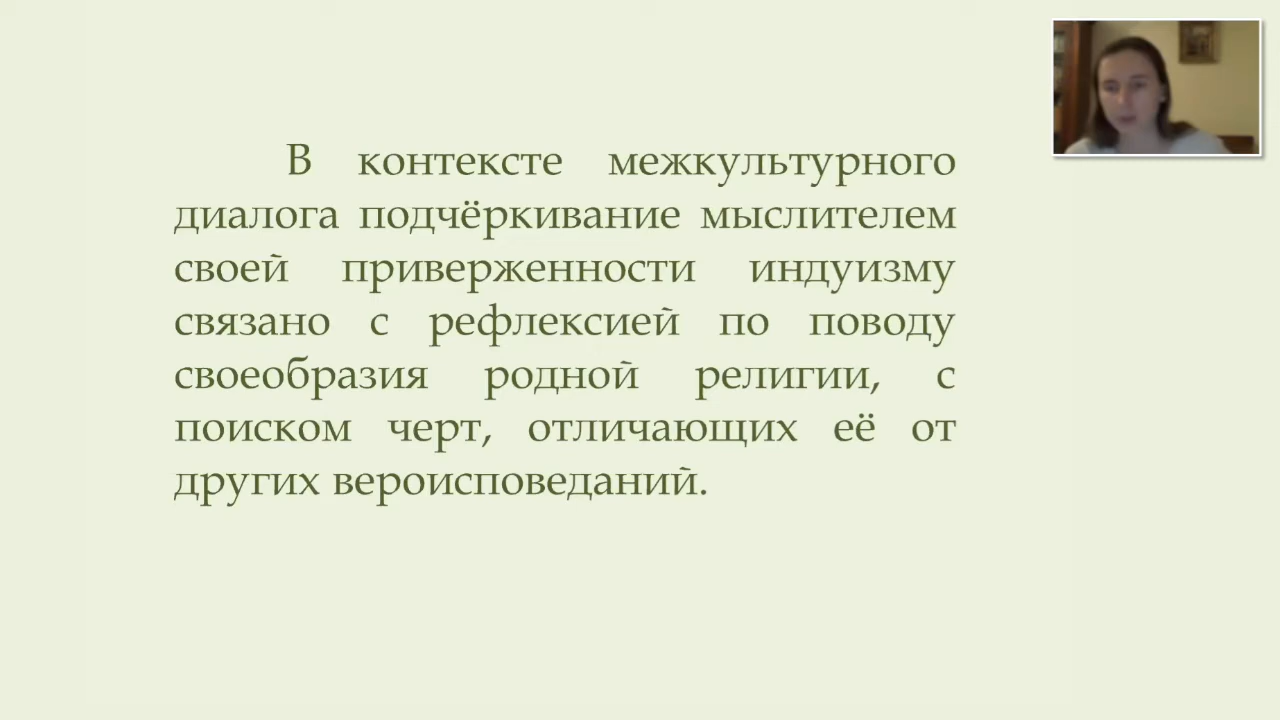 В контексте межкультурного
диалога подчёркивание мыслителем
своей приверженности индуизму
связано с рефлексией по поводу
своеобразия родной религии, с
поиском черт, отличающих её от
других вероисповеданий.